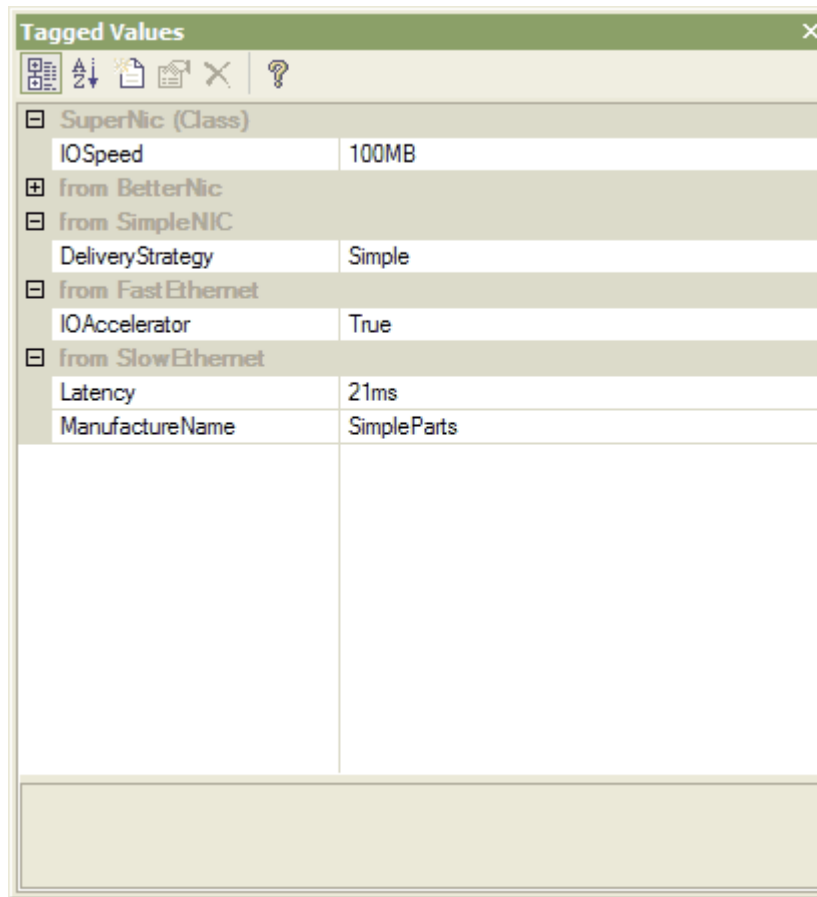 Tagged Values
SuperNic (Class)
IOSpeed 100MB
from BetterNic
from SimpleNIC
DeliveryStrategy Simple
from FastEthernet
IOAccelerator True
from SlowEthernet
Latency 21ms
ManufactureName SimpleParts